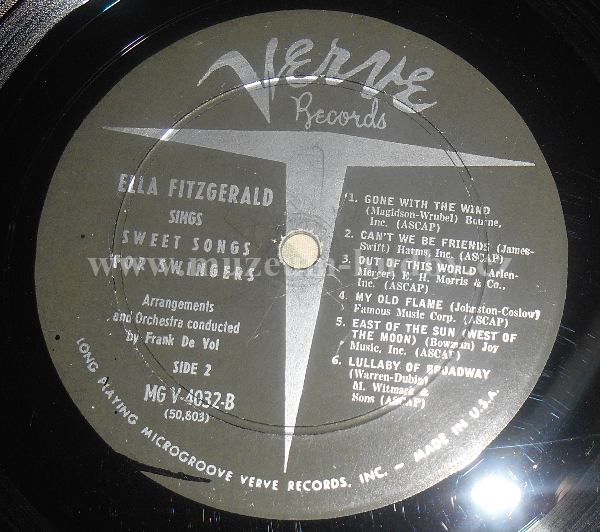 Verve
Records
ELLA FITZGERALD
SINGS
SWEET SONGS
FOR SWINGERS
Arrangements
and Orchestra conducted
by Frank De Vol
SIDE 2
MG V-4032-B
(50,803)
1. GONE WITH THE WIND
(Magidson-Wrubel) Bourne,
Inc. (ASCAP)
2. CAN'T WE BE FRIENDS (James-
Swift) Harms, Inc. (ASCAP)
3. OUT OF THIS WORLD (Arlen-
Mercer) E. H. Morris & Co.,
Inc. (ASCAP)
4. MY OLD FLAME (Johnston-Coslow)
Famous Music Corp. (ASCAP)
5. EAST OF THE SUN (WEST OF
THE MOON) (Bowman) Joy
Music, Inc. (ASCAP)
6. LULLABY OF BROADWAY
(Warren-Dubin)
M. Witmark &
Sons (ASCAP)
LONG PLAYING MICROGROOVE VERVE RECORDS, INC. – MADE IN U.S.A.